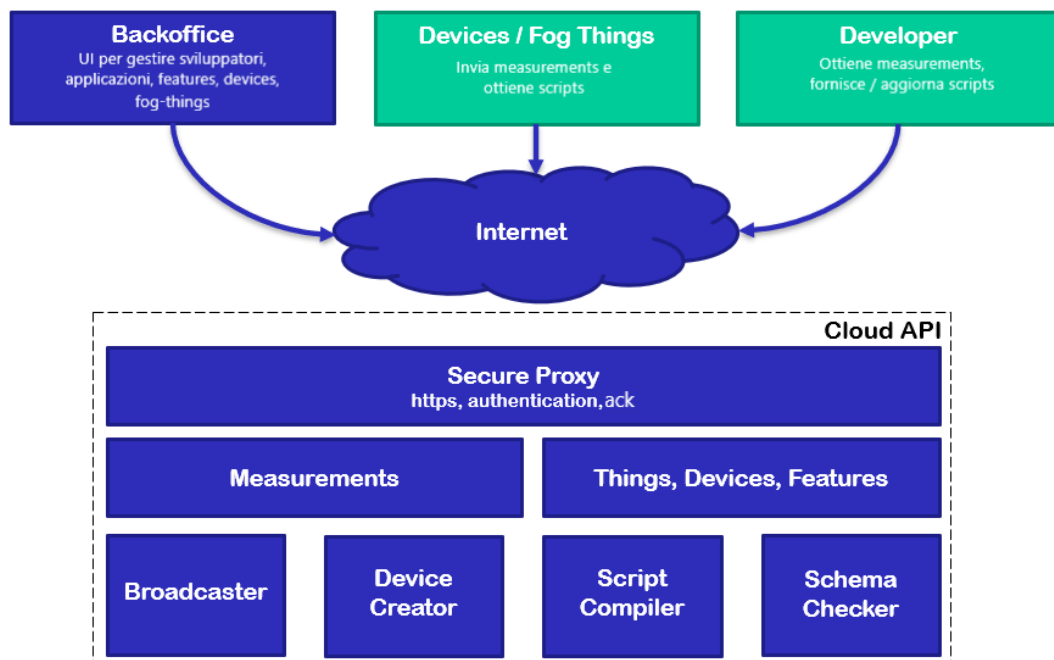 Backoffice
UI per gestire sviluppatori,
applicazioni, features, devices,
fog-things
Devices / Fog Things
Invia measurements e
ottiene scripts
Developer
Ottiene measurements,
fornisce / aggiorna scripts
Internet
Cloud API
Secure Proxy
https, authentication,ack
Measurements
Things, Devices, Features
Broadcaster
Device
Creator
Script
Compiler
Schema
Checker